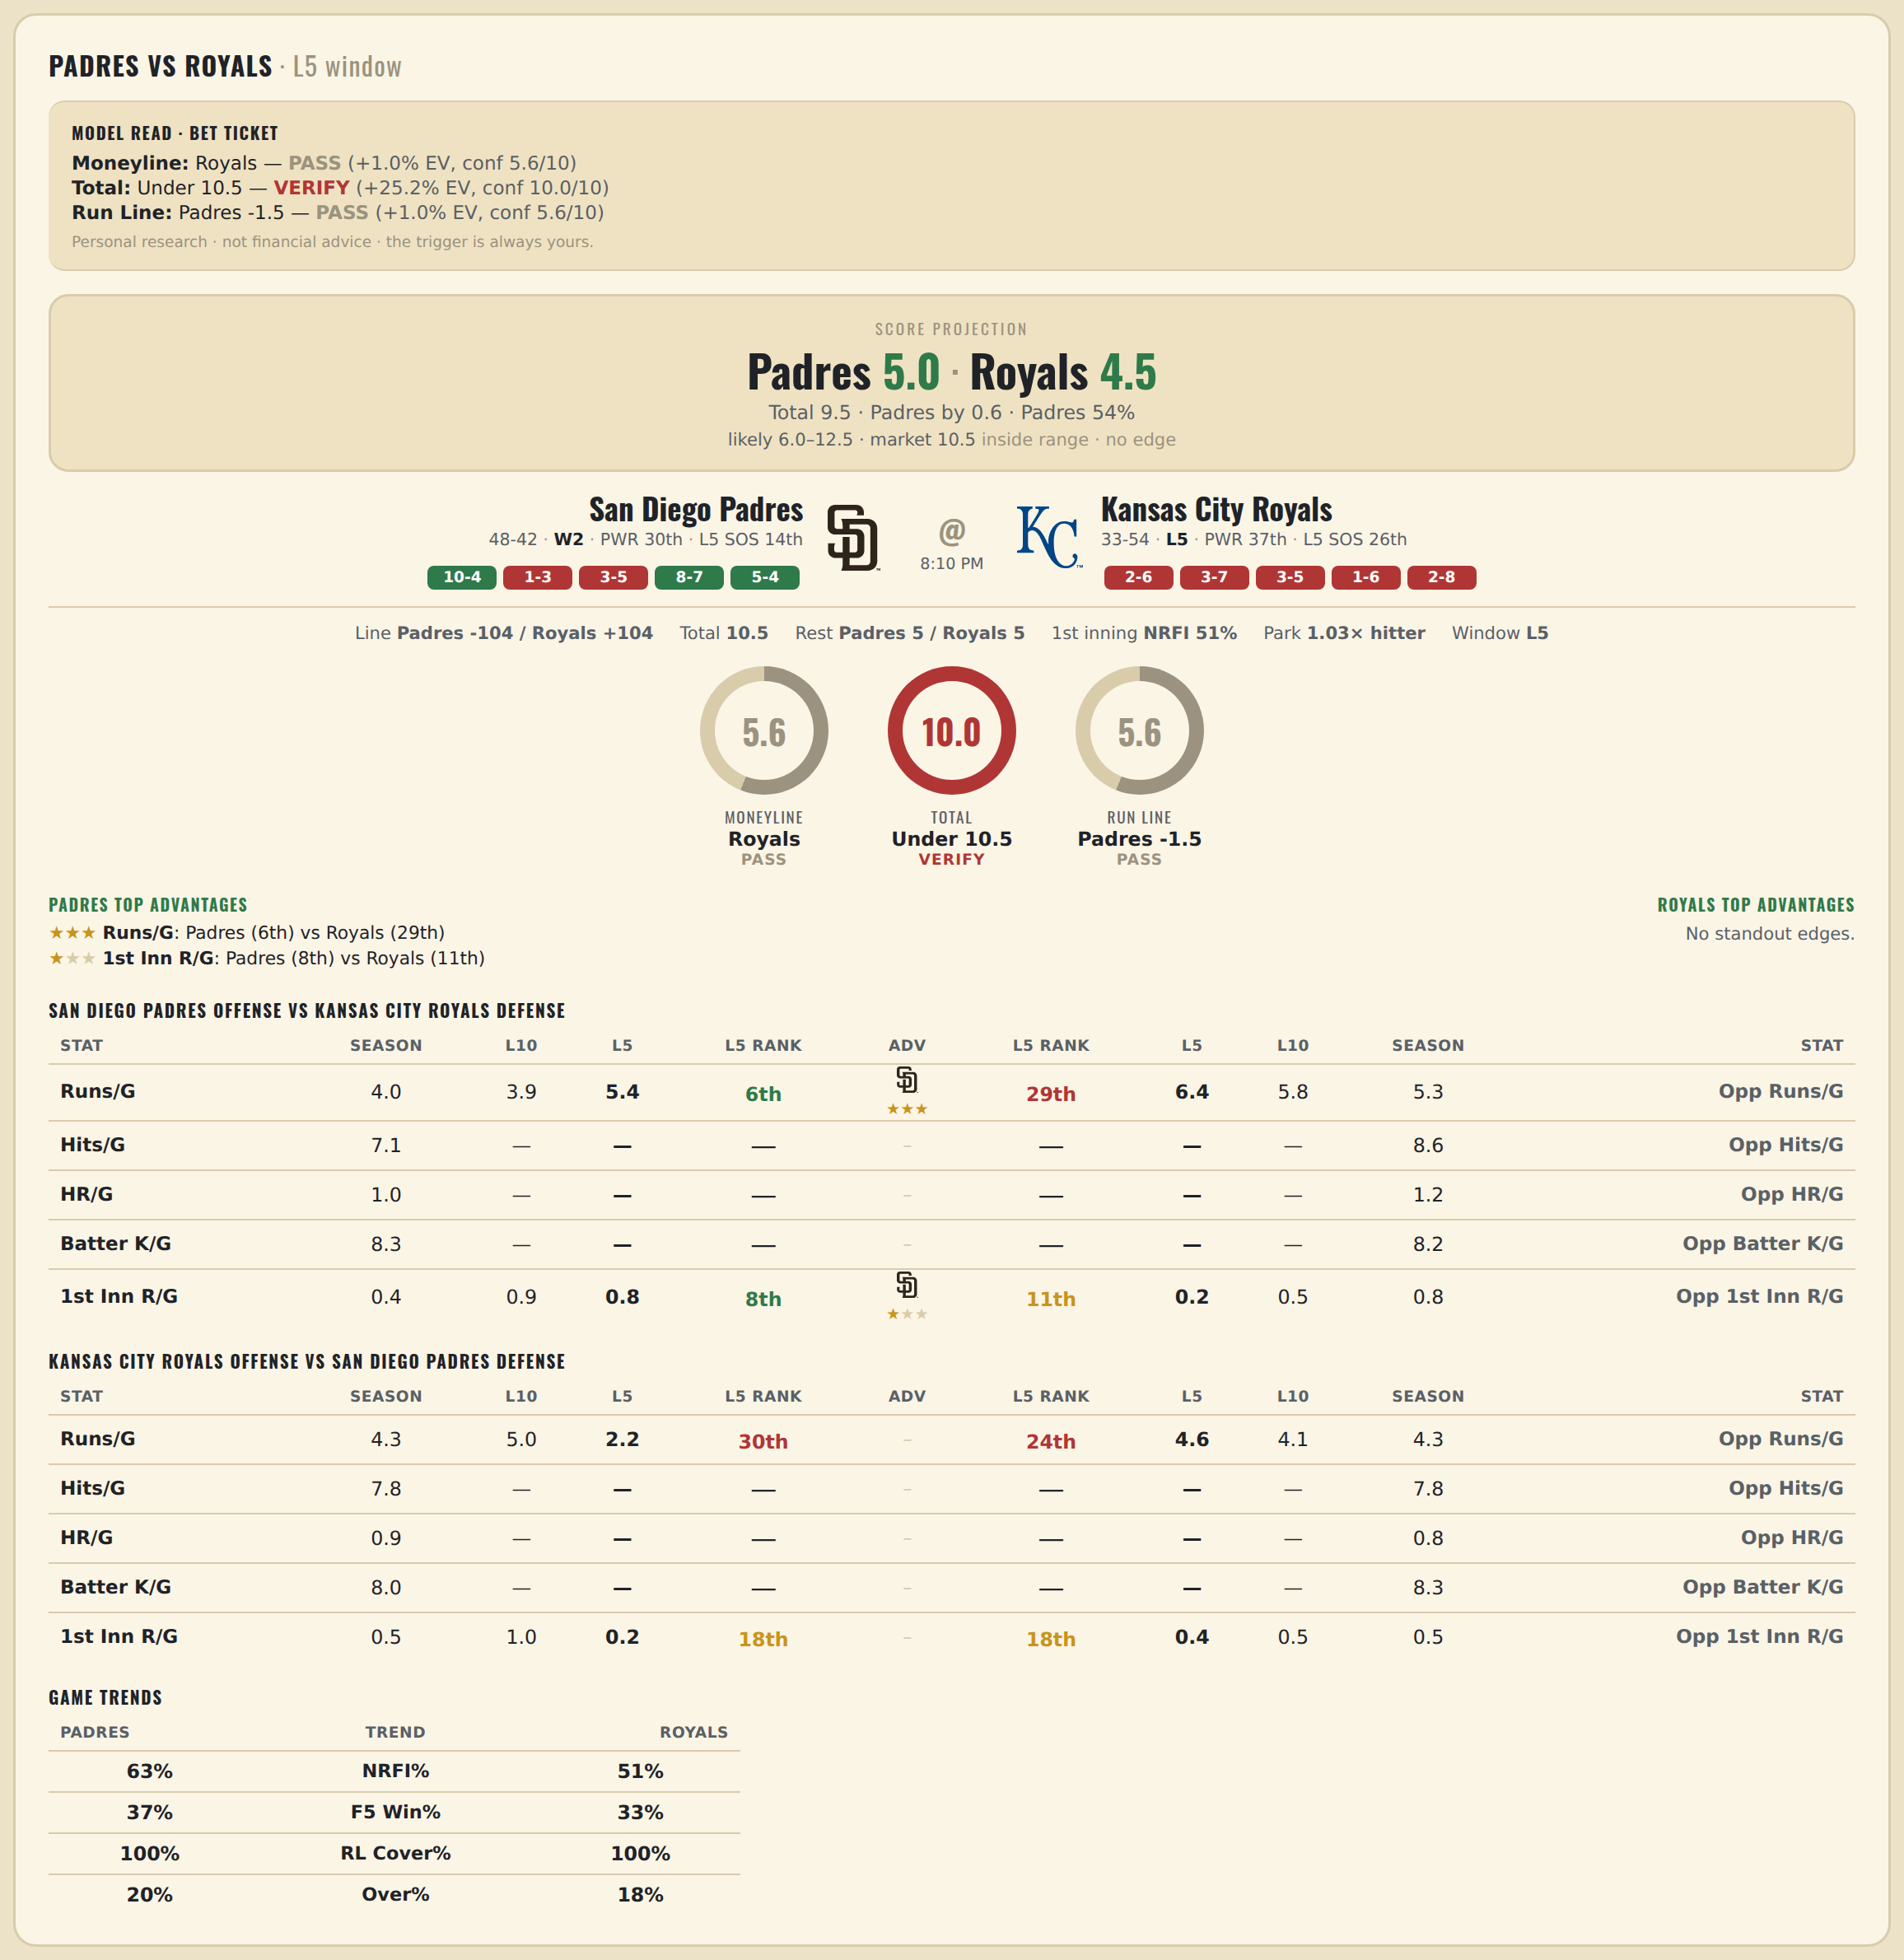 PADRES VS ROYALS · L5 window
MODEL READ · BET TICKET
Moneyline: Royals — PASS (+1.0% EV, conf 5.6/10)
Total: Under 10.5 — VERIFY (+25.2% EV, conf 10.0/10)
Run Line: Padres -1.5 — PASS (+1.0% EV, conf 5.6/10)
Personal research · not financial advice · the trigger is always yours.
SCORE PROJECTION
Padres 5.0 · Royals 4.5
Total 9.5 · Padres by 0.6 · Padres 54%
likely 6.0–12.5 · market 10.5 inside range · no edge
San Diego Padres
48-42 · W2 · PWR 30th · L5 SOS 14th
10-4 1-3 3-5 8-7 5-4
SD
@
8:10 PM
KC
Kansas City Royals
33-54 · L5 · PWR 37th · L5 SOS 26th
2-6 3-7 3-5 1-6 2-8
Line Padres -104 / Royals +104 Total 10.5 Rest Padres 5 / Royals 5 1st inning NRFI 51% Park 1.03× hitter Window L5
5.6 10.0 5.6
MONEYLINE TOTAL RUN LINE
Royals Under 10.5 Padres -1.5
PASS VERIFY PASS
PADRES TOP ADVANTAGES
★★★ Runs/G: Padres (6th) vs Royals (29th)
★★★ 1st Inn R/G: Padres (8th) vs Royals (11th)
ROYALS TOP ADVANTAGES
No standout edges.
SAN DIEGO PADRES OFFENSE VS KANSAS CITY ROYALS DEFENSE
STAT SEASON L10 L5 L5 RANK ADV L5 RANK L5 L10 SEASON STAT
Runs/G 4.0 3.9 5.4 6th SD ★★★ 29th 6.4 5.8 5.3 Opp Runs/G
Hits/G 7.1 — — — – — — — 8.6 Opp Hits/G
HR/G 1.0 — — — – — — — 1.2 Opp HR/G
Batter K/G 8.3 — — — – — — — 8.2 Opp Batter K/G
1st Inn R/G 0.4 0.9 0.8 8th SD ★★★ 11th 0.2 0.5 0.8 Opp 1st Inn R/G
KANSAS CITY ROYALS OFFENSE VS SAN DIEGO PADRES DEFENSE
STAT SEASON L10 L5 L5 RANK ADV L5 RANK L5 L10 SEASON STAT
Runs/G 4.3 5.0 2.2 30th – 24th 4.6 4.1 4.3 Opp Runs/G
Hits/G 7.8 — — — – — — — 7.8 Opp Hits/G
HR/G 0.9 — — — – — — — 0.8 Opp HR/G
Batter K/G 8.0 — — — – — — — 8.3 Opp Batter K/G
1st Inn R/G 0.5 1.0 0.2 18th – 18th 0.4 0.5 0.5 Opp 1st Inn R/G
GAME TRENDS
PADRES TREND ROYALS
63% NRFI% 51%
37% F5 Win% 33%
100% RL Cover% 100%
20% Over% 18%